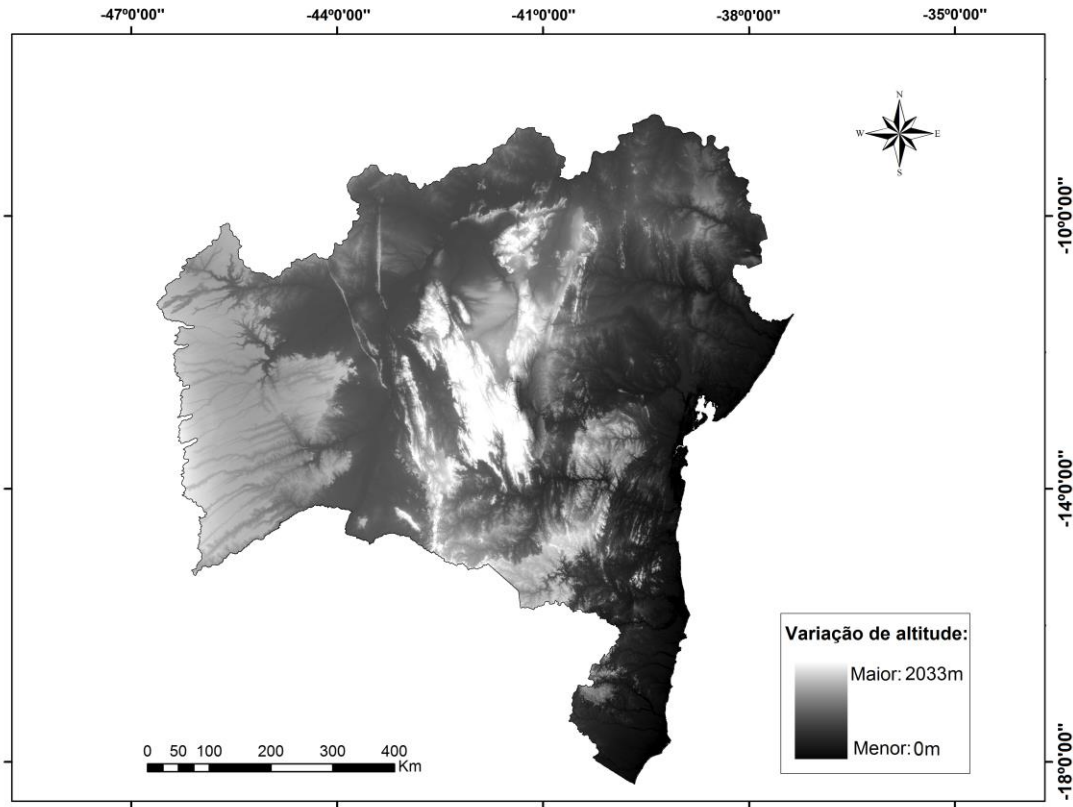 -47º0'00" -44º0'00" -41º0'00" -38º0'00" -35º0'00"
N
W E
S
-10º0'00"
-14º0'00"
-18º0'00"
Variação de altitude:
Maior: 2033m
Menor: 0m
0 50 100 200 300 400
Km